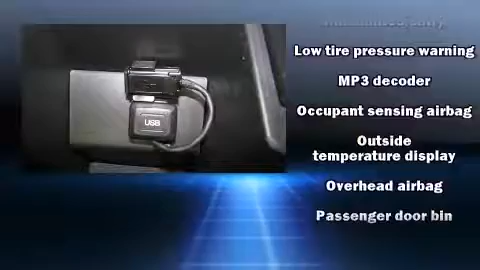 Low tire pressure warning
MP3 decoder
Occupant sensing airbag
Outside
temperature display
Overhead airbag
Passenger door bin
USB